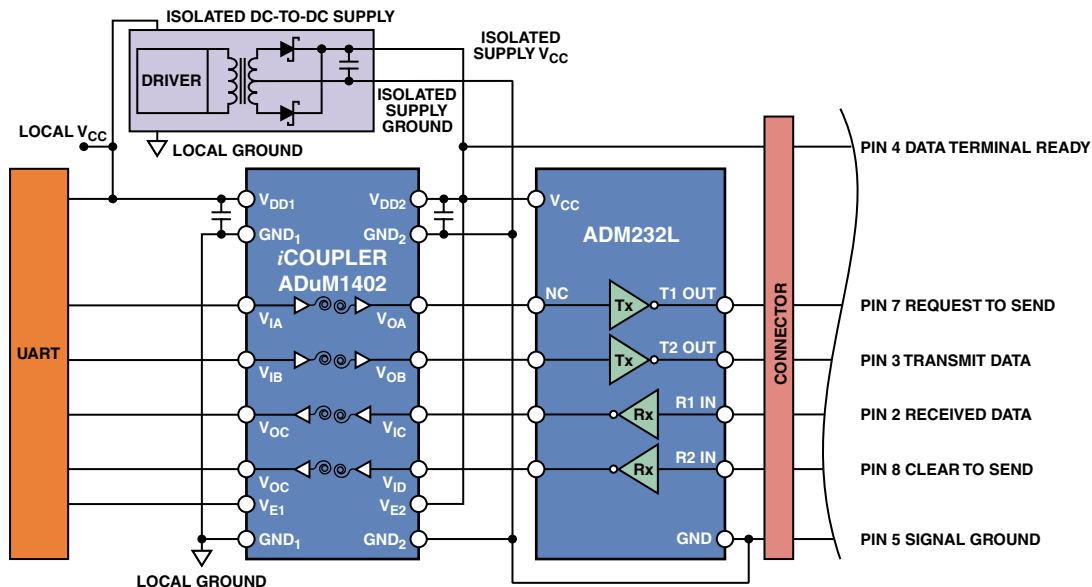 ISOLATED DC-TO-DC SUPPLY
ISOLATED
SUPPLY VCC
DRIVER
ISOLATED
SUPPLY
GROUND
LOCAL VCC
LOCAL GROUND
PIN 4 DATA TERMINAL READY
UART
VDD1
VDD2
GND1
GND2
iCOUPLER
ADuM1402
VIA
VOA
VIB
VOB
VOC
VIC
VOC
VID
VE1
VE2
GND1
GND2
LOCAL GROUND
VCC
ADM232L
NC
Tx
T1 OUT
Tx
T2 OUT
Rx
R1 IN
Rx
R2 IN
GND
CONNECTOR
PIN 7 REQUEST TO SEND
PIN 3 TRANSMIT DATA
PIN 2 RECEIVED DATA
PIN 8 CLEAR TO SEND
PIN 5 SIGNAL GROUND